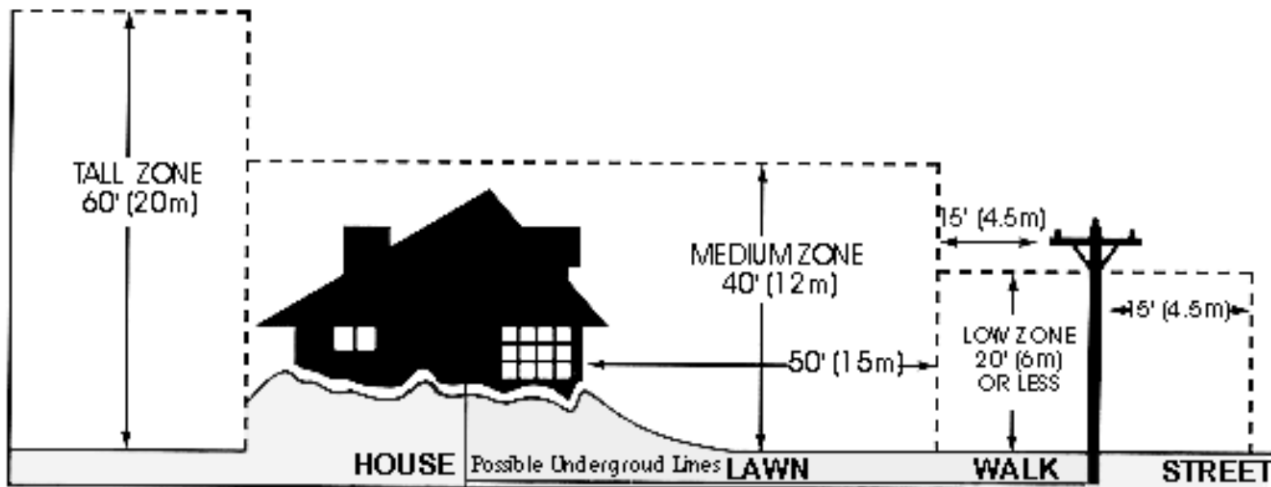 TALL ZONE
60' (20m)
MEDIUM ZONE
40' (12m)
15' (4.5m)
15' (4.5m)
LOW ZONE
20' (6m)
OR LESS
50' (15m)
HOUSE
Possible Undergroud Lines
LAWN
WALK
STREET